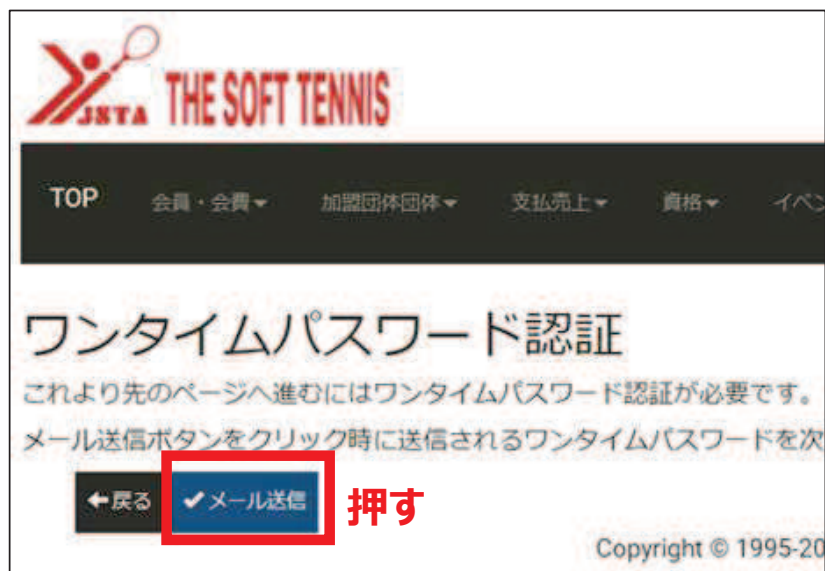 JSTA THE SOFT TENNIS
TOP 会員・会費 加盟団体団体 支払売上 資格 イベン
ワンタイムパスワード認証
これより先のページへ進むにはワンタイムパスワード認証が必要です。
メール送信ボタンをクリック時に送信されるワンタイムパスワードを次
戻る メール送信 押す
Copyright © 1995-20